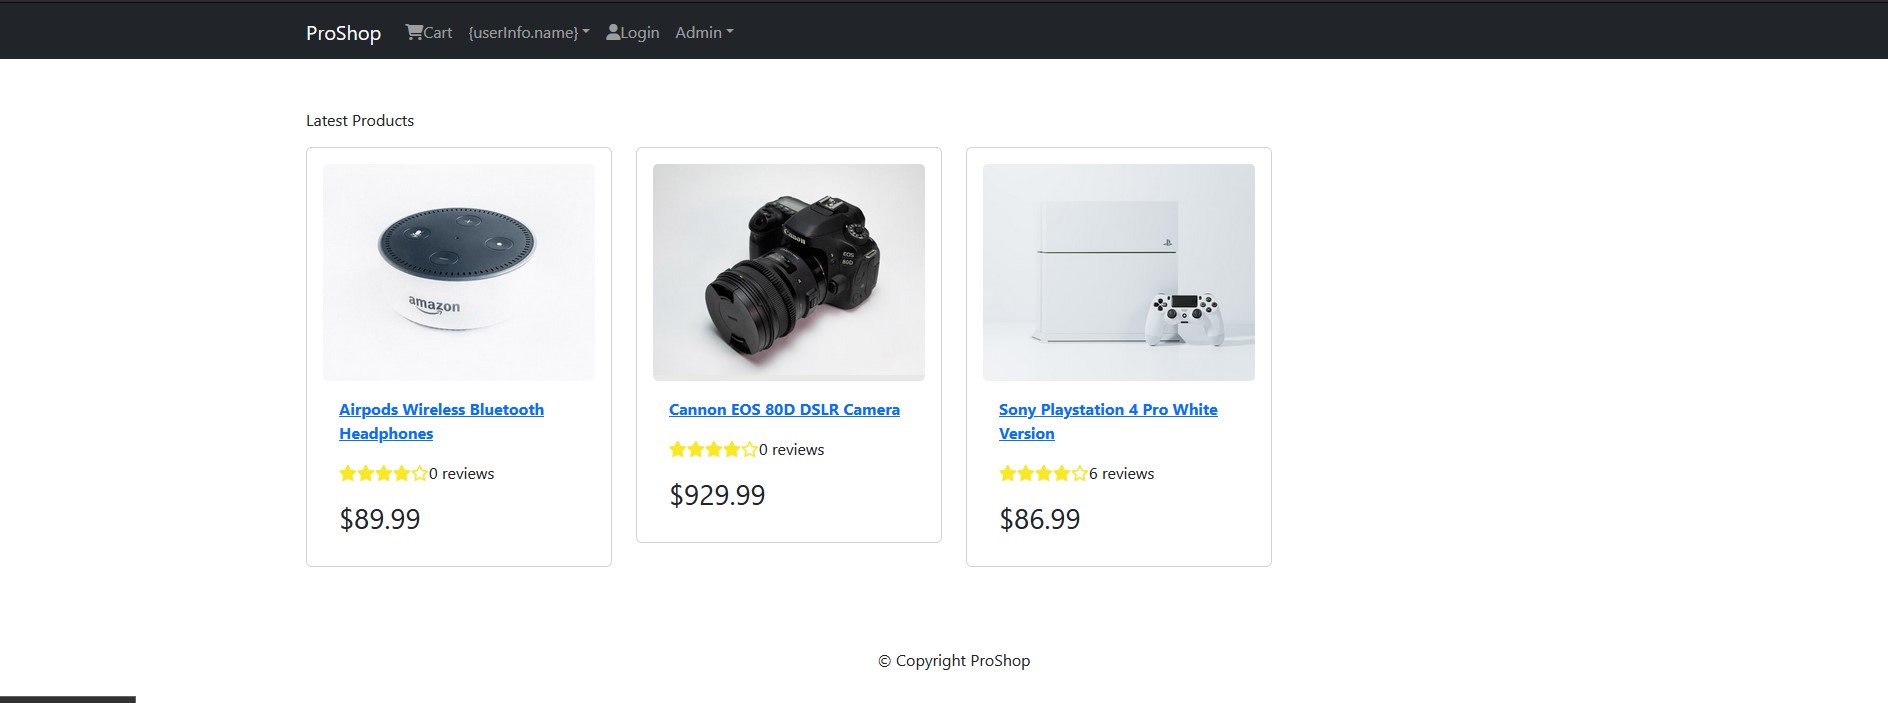 ProShop Cart {userInfo.name} Login Admin
Latest Products
amazon
Canon
EOS
80D
Airpods Wireless Bluetooth
Headphones
0 reviews
$89.99
Cannon EOS 80D DSLR Camera
0 reviews
$929.99
Sony Playstation 4 Pro White
Version
6 reviews
$86.99
© Copyright ProShop